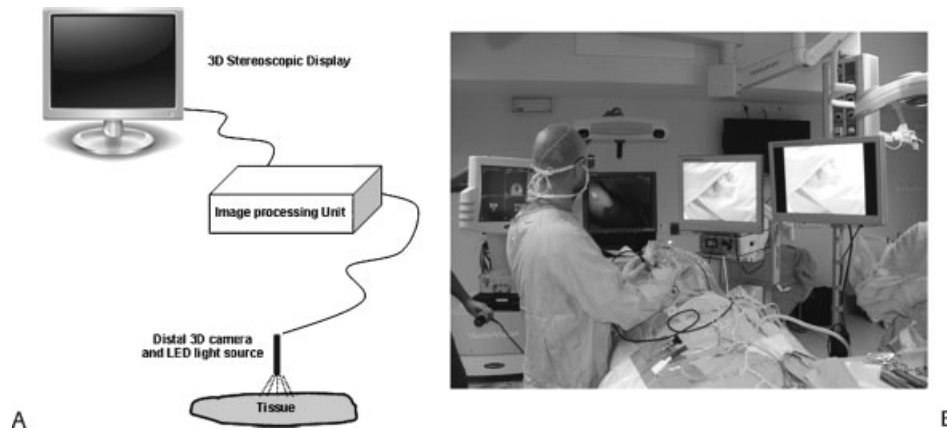 3D Stereoscopic Display
Image processing Unit
Distal 3D camera
and LED light source
Tissue
A